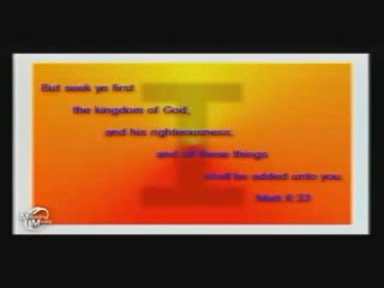 But seek ye first
the kingdom of God,
and his righteousness;
and all these things
shall be added unto you.
Matt 6:33